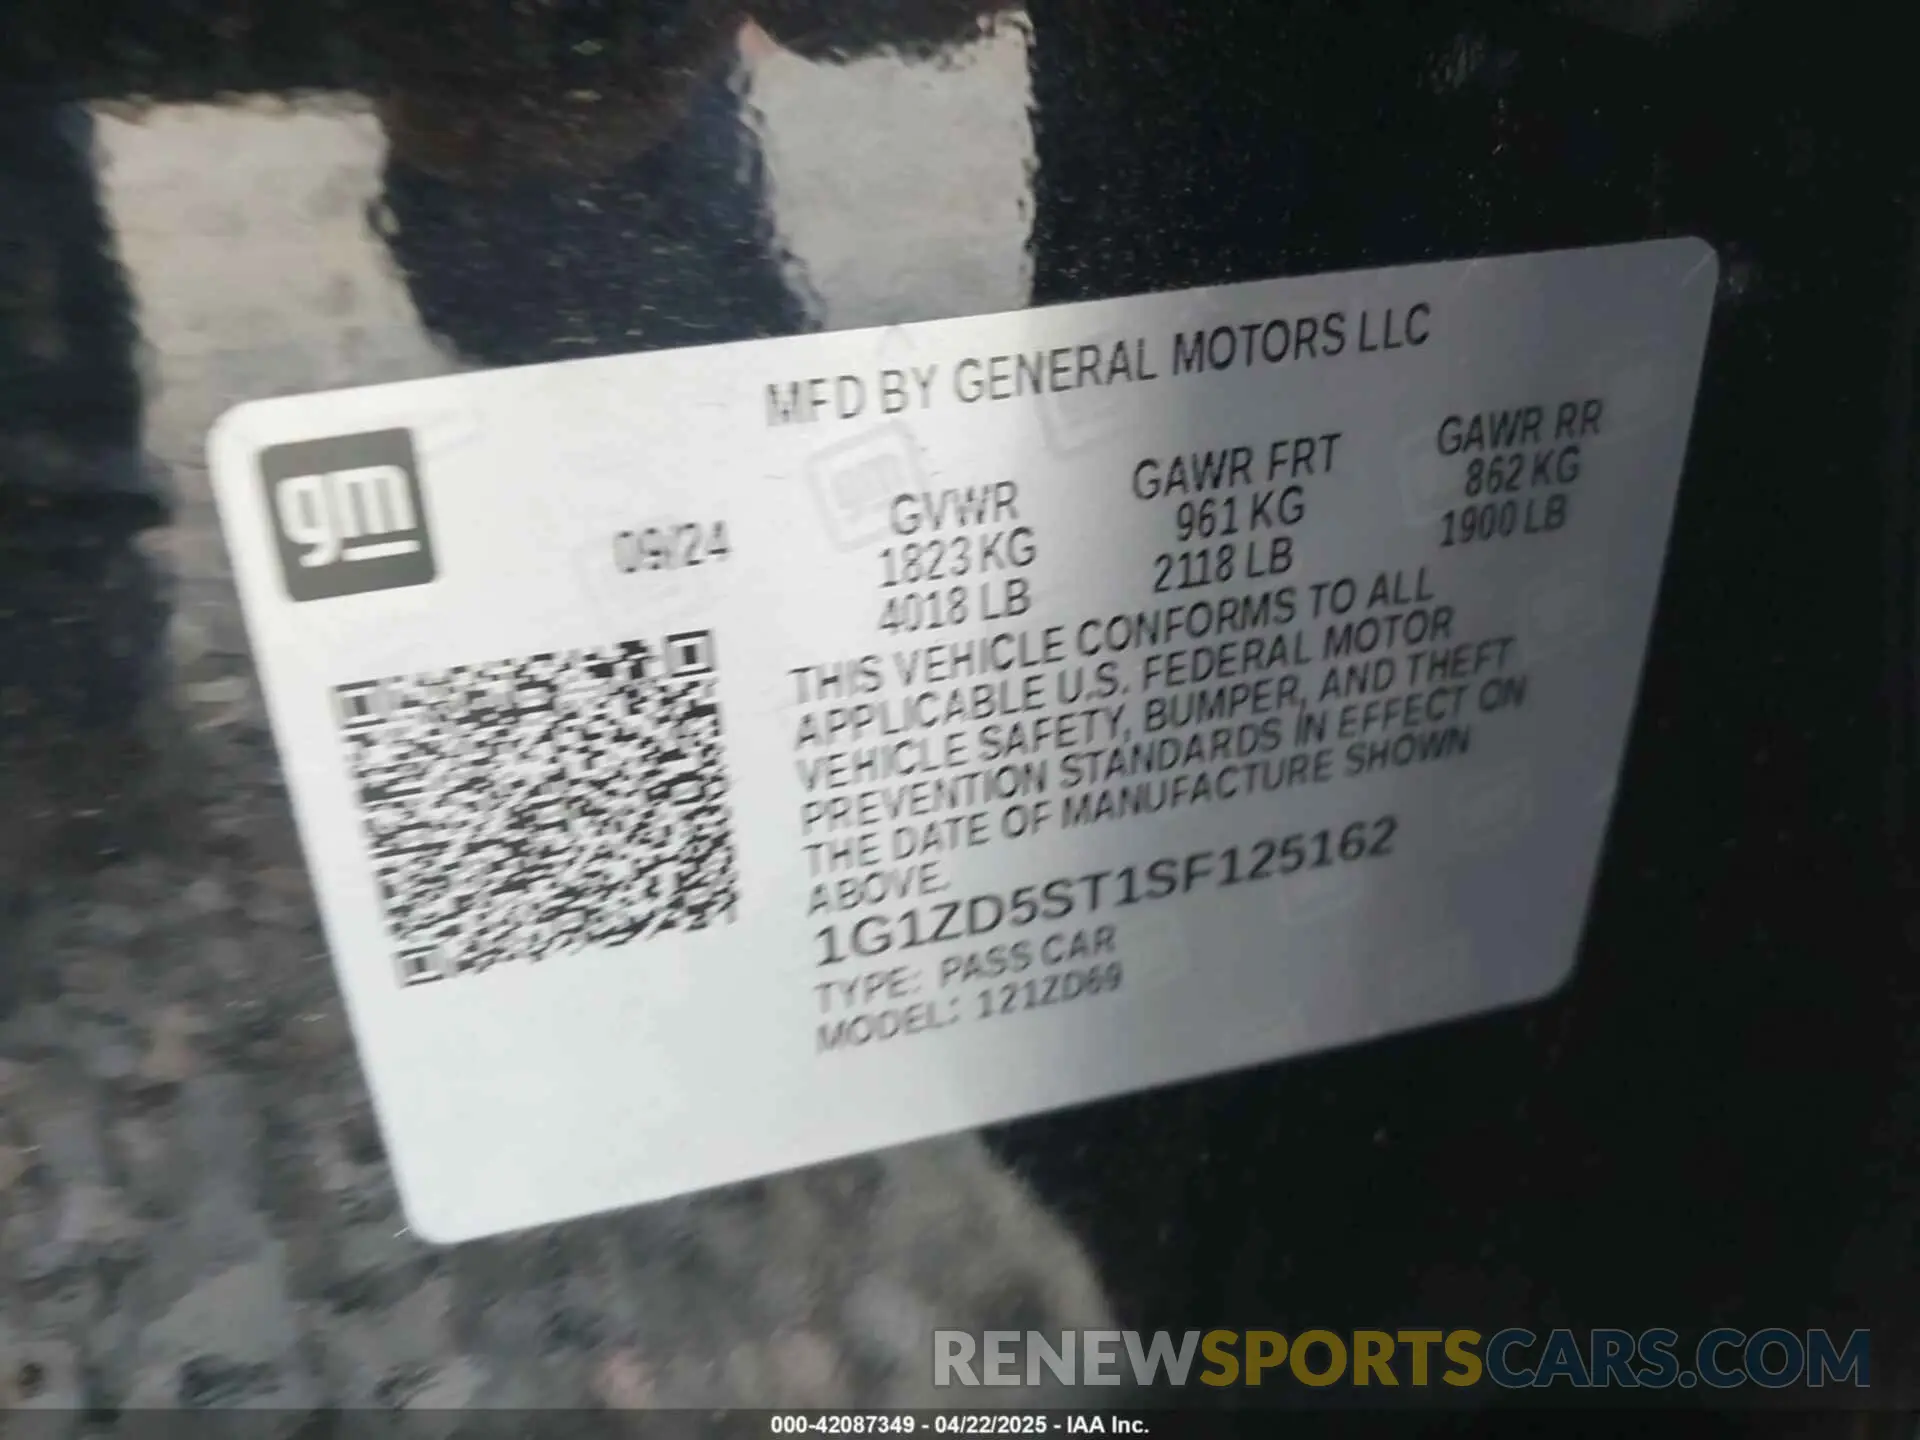 MFD BY GENERAL MOTORS LLC
gm
09/24
GVWR
1823 KG
4018 LB
GAWR FRT
961 KG
2118 LB
GAWR RR
862 KG
1900 LB
THIS VEHICLE CONFORMS TO ALL
APPLICABLE U.S. FEDERAL MOTOR
VEHICLE SAFETY, BUMPER, AND THEFT
PREVENTION STANDARDS IN EFFECT ON
THE DATE OF MANUFACTURE SHOWN
ABOVE.
1G1ZD5ST1SF125162
TYPE: PASS CAR
MODEL: 121ZD69
RENEWSPORTSCARS.COM
000-42087349 - 04/22/2025 - IAA Inc.